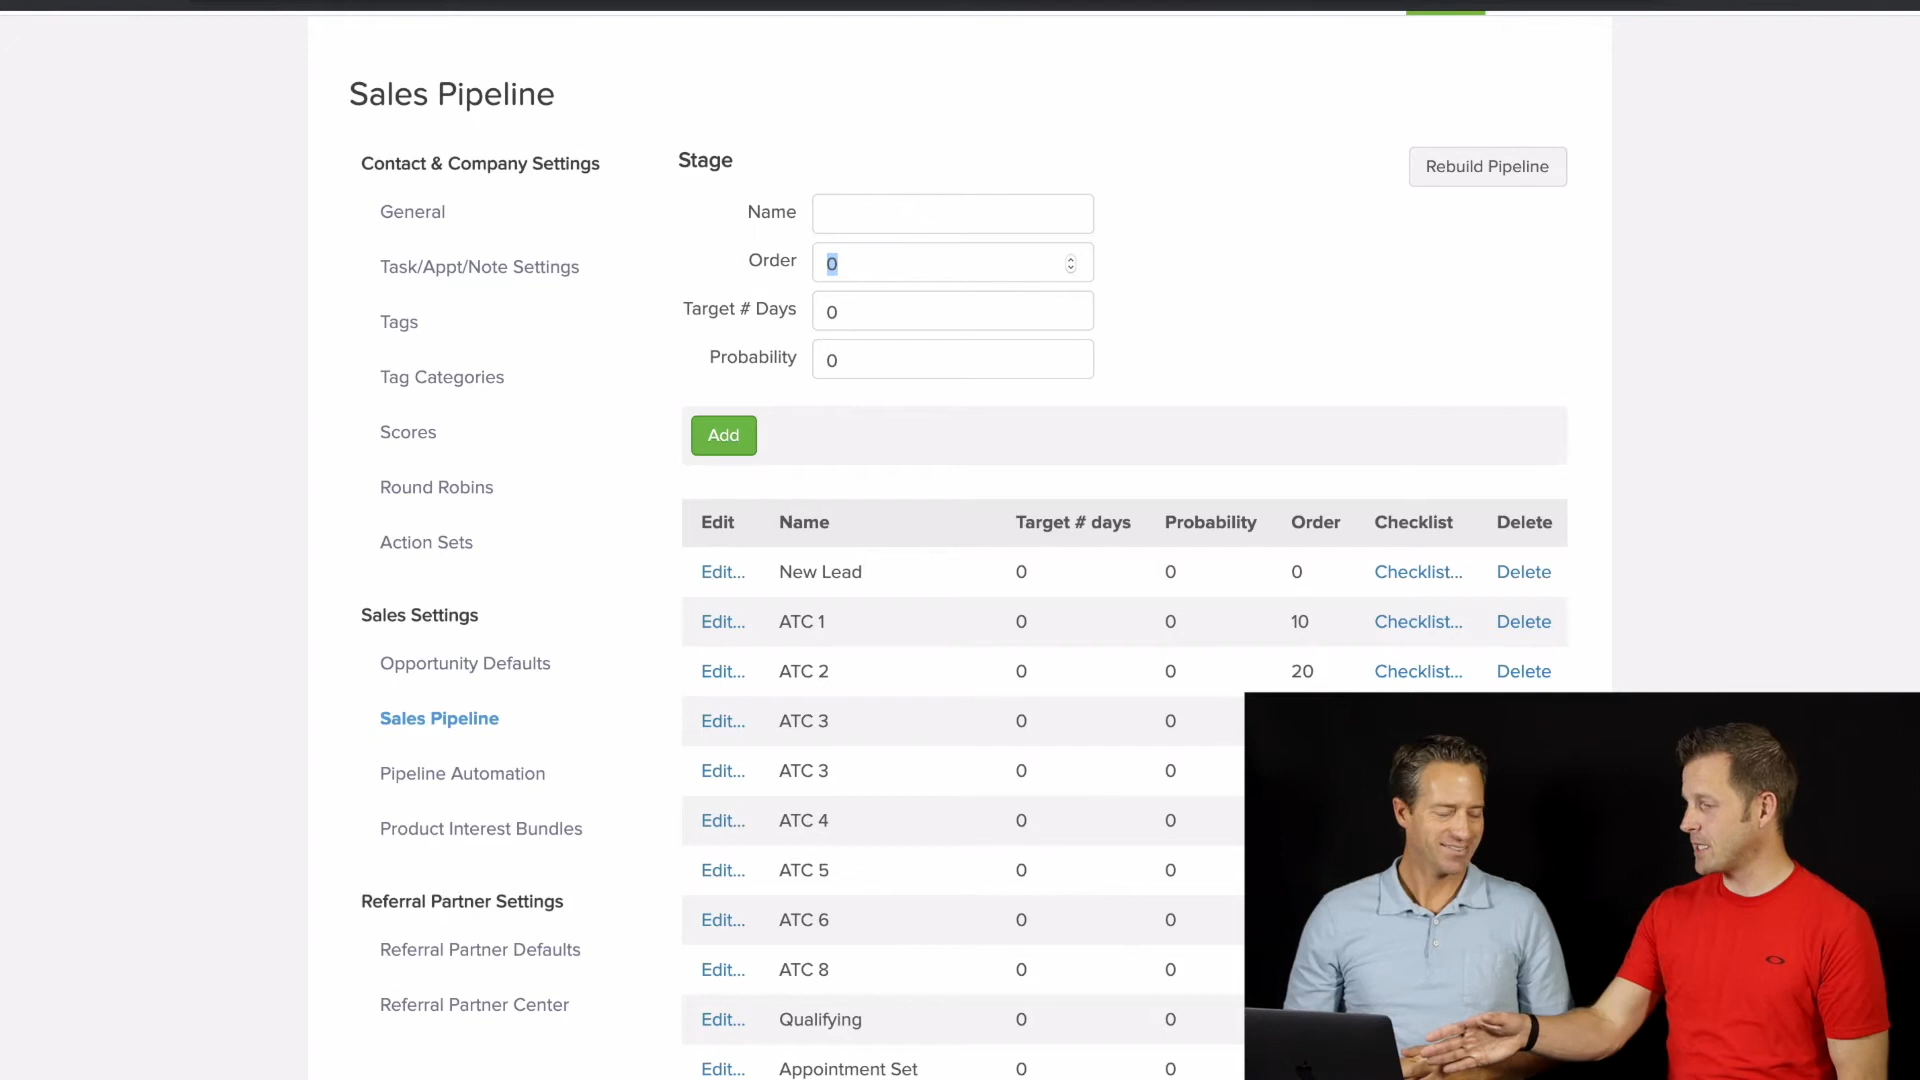 Sales Pipeline
Contact & Company Settings
General
Task/Appt/Note Settings
Tags
Tag Categories
Scores
Round Robins
Action Sets
Sales Settings
Opportunity Defaults
Sales Pipeline
Pipeline Automation
Product Interest Bundles
Referral Partner Settings
Referral Partner Defaults
Referral Partner Center
Stage
Rebuild Pipeline
Name
Order 0
Target # Days 0
Probability 0
Add
Edit Name Target # days Probability Order Checklist Delete
Edit... New Lead 0 0 0 Checklist... Delete
Edit... ATC 1 0 0 10 Checklist... Delete
Edit... ATC 2 0 0 20 Checklist... Delete
Edit... ATC 3 0 0
Edit... ATC 3 0 0
Edit... ATC 4 0 0
Edit... ATC 5 0 0
Edit... ATC 6 0 0
Edit... ATC 8 0 0
Edit... Qualifying 0 0
Edit... Appointment Set 0 0